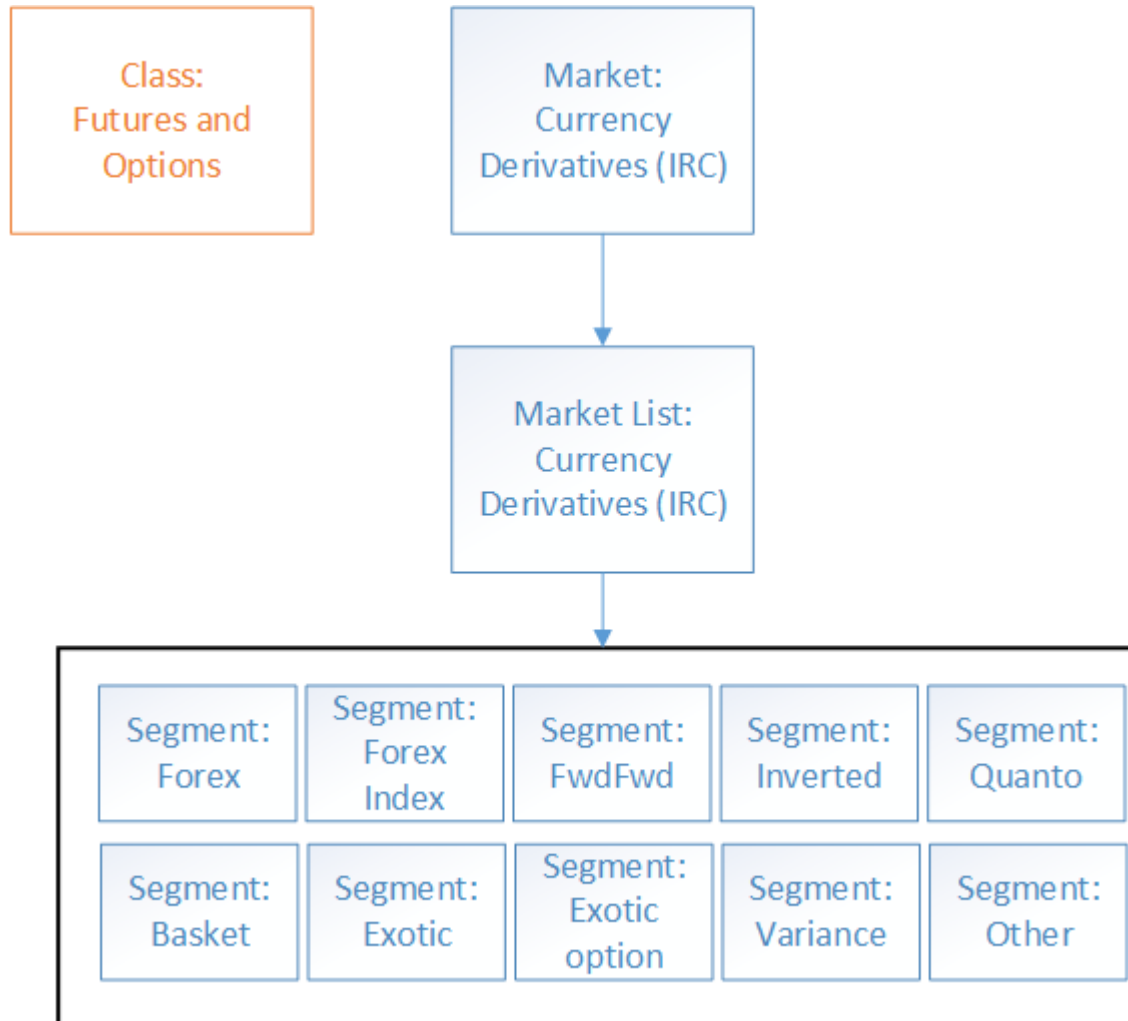 Class:
Futures and
Options
Market:
Currency
Derivatives (IRC)
Market List:
Currency
Derivatives (IRC)
Segment:
Forex
Segment:
Forex
Index
Segment:
FwdFwd
Segment:
Inverted
Segment:
Quanto
Segment:
Basket
Segment:
Exotic
Segment:
Exotic
option
Segment:
Variance
Segment:
Other